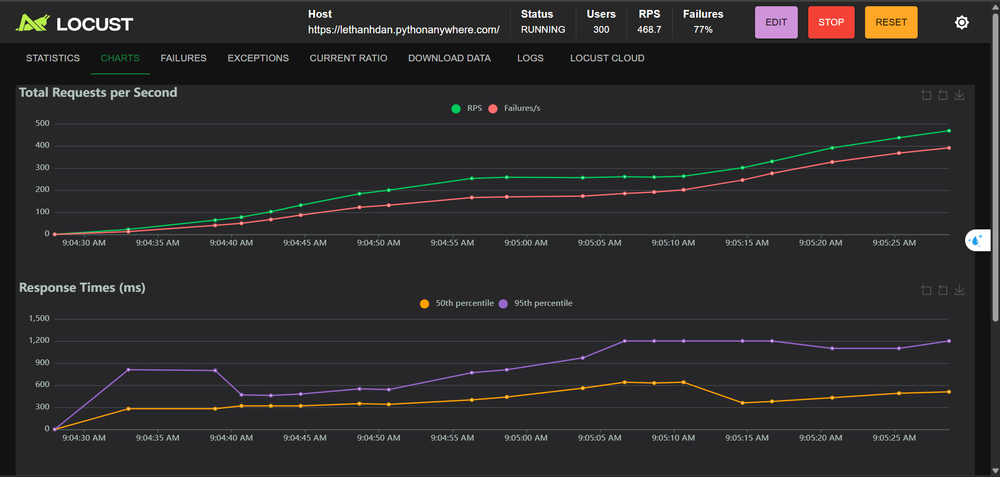 LOCUST
Host
https://lethanhdan.pythonanywhere.com/
Status
RUNNING
Users
300
RPS
468.7
Failures
77%
EDIT
STOP
RESET
STATISTICS CHARTS FAILURES EXCEPTIONS CURRENT RATIO DOWNLOAD DATA LOGS LOCUST CLOUD
Total Requests per Second
RPS Failures/s
500
400
300
200
100
0
9:04:30 AM 9:04:35 AM 9:04:40 AM 9:04:45 AM 9:04:50 AM 9:04:55 AM 9:05:00 AM 9:05:05 AM 9:05:10 AM 9:05:15 AM 9:05:20 AM 9:05:25 AM
Response Times (ms)
50th percentile 95th percentile
1,500
1,200
900
600
300
0
9:04:30 AM 9:04:35 AM 9:04:40 AM 9:04:45 AM 9:04:50 AM 9:04:55 AM 9:05:00 AM 9:05:05 AM 9:05:10 AM 9:05:15 AM 9:05:20 AM 9:05:25 AM